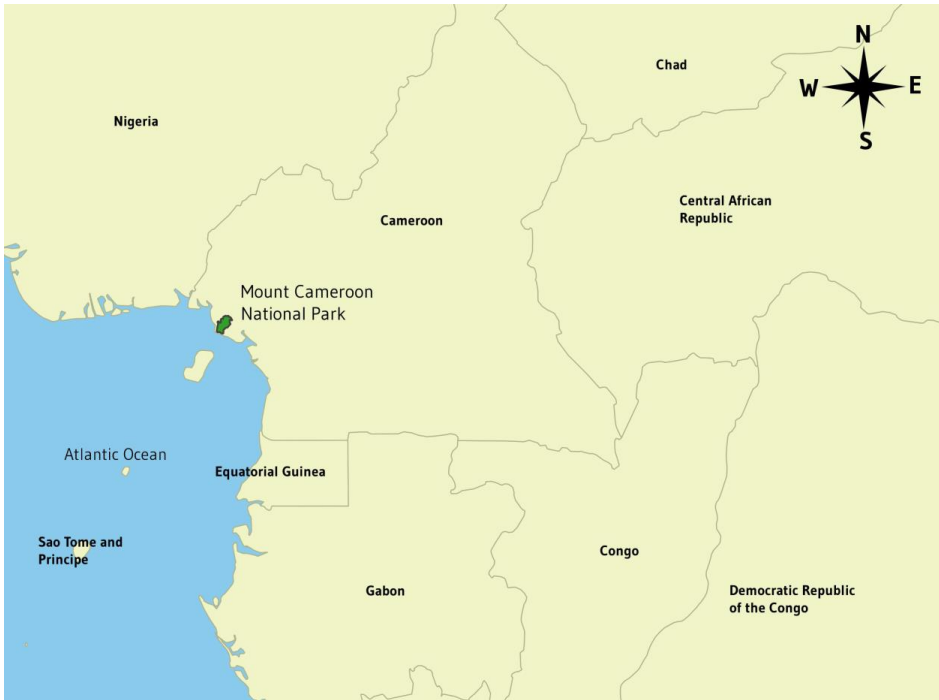 N
Chad
W
E
S
Nigeria
Central African
Republic
Cameroon
Mount Cameroon
National Park
Atlantic Ocean
Equatorial Guinea
Sao Tome and
Principe
Congo
Gabon
Democratic Republic
of the Congo